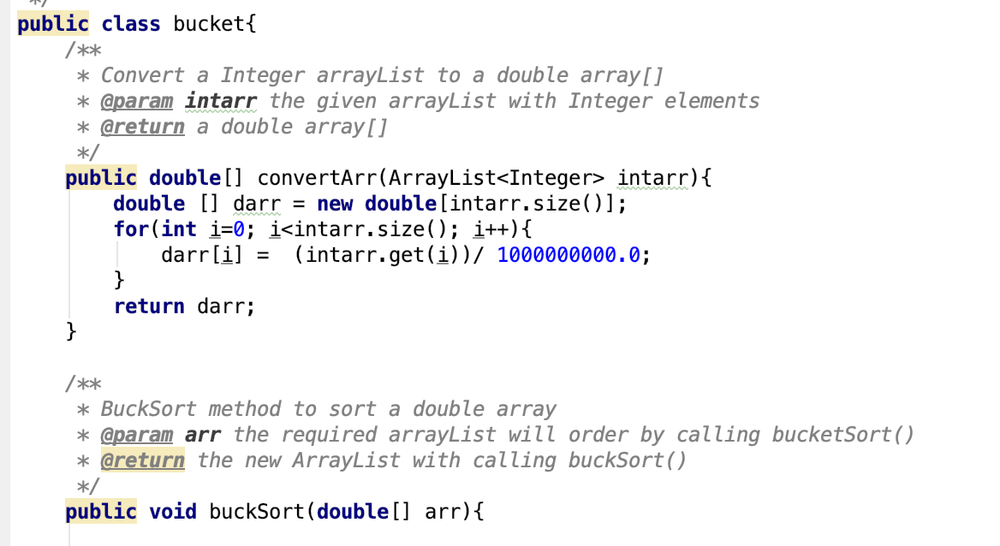 */
public class bucket{
/**
* Convert a Integer arrayList to a double array[]
* @param intarr the given arrayList with Integer elements
* @return a double array[]
*/
public double[] convertArr(ArrayList<Integer> intarr){
double [] darr = new double[intarr.size()];
for(int i=0; i<intarr.size(); i++){
darr[i] =  (intarr.get(i))/ 1000000000.0;
}
return darr;
}
/**
* BuckSort method to sort a double array
* @param arr the required arrayList will order by calling bucketSort()
* @return the new ArrayList with calling buckSort()
*/
public void buckSort(double[] arr){